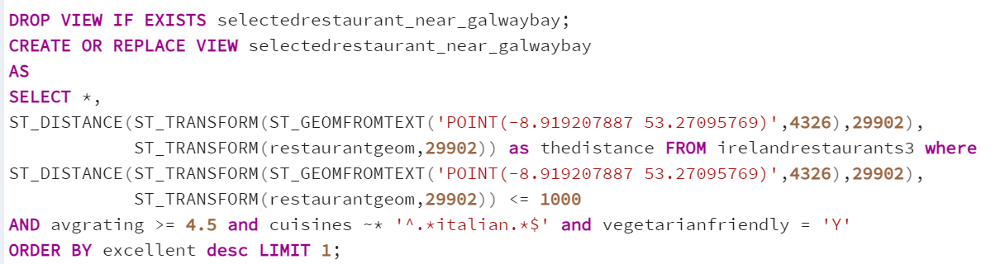 DROP VIEW IF EXISTS selectedrestaurant_near_galwaybay;
CREATE OR REPLACE VIEW selectedrestaurant_near_galwaybay
AS
SELECT *,
ST_DISTANCE(ST_TRANSFORM(ST_GEOMFROMTEXT('POINT(-8.919207887 53.27095769)',4326),29902),
ST_TRANSFORM(restaurantgeom,29902)) as thedistance FROM irelandrestaurants3 where
ST_DISTANCE(ST_TRANSFORM(ST_GEOMFROMTEXT('POINT(-8.919207887 53.27095769)',4326),29902),
ST_TRANSFORM(restaurantgeom,29902)) <= 1000
AND avgrating >= 4.5 and cuisines ~* '^.*italian.*$' and vegetarianfriendly = 'Y'
ORDER BY excellent desc LIMIT 1;